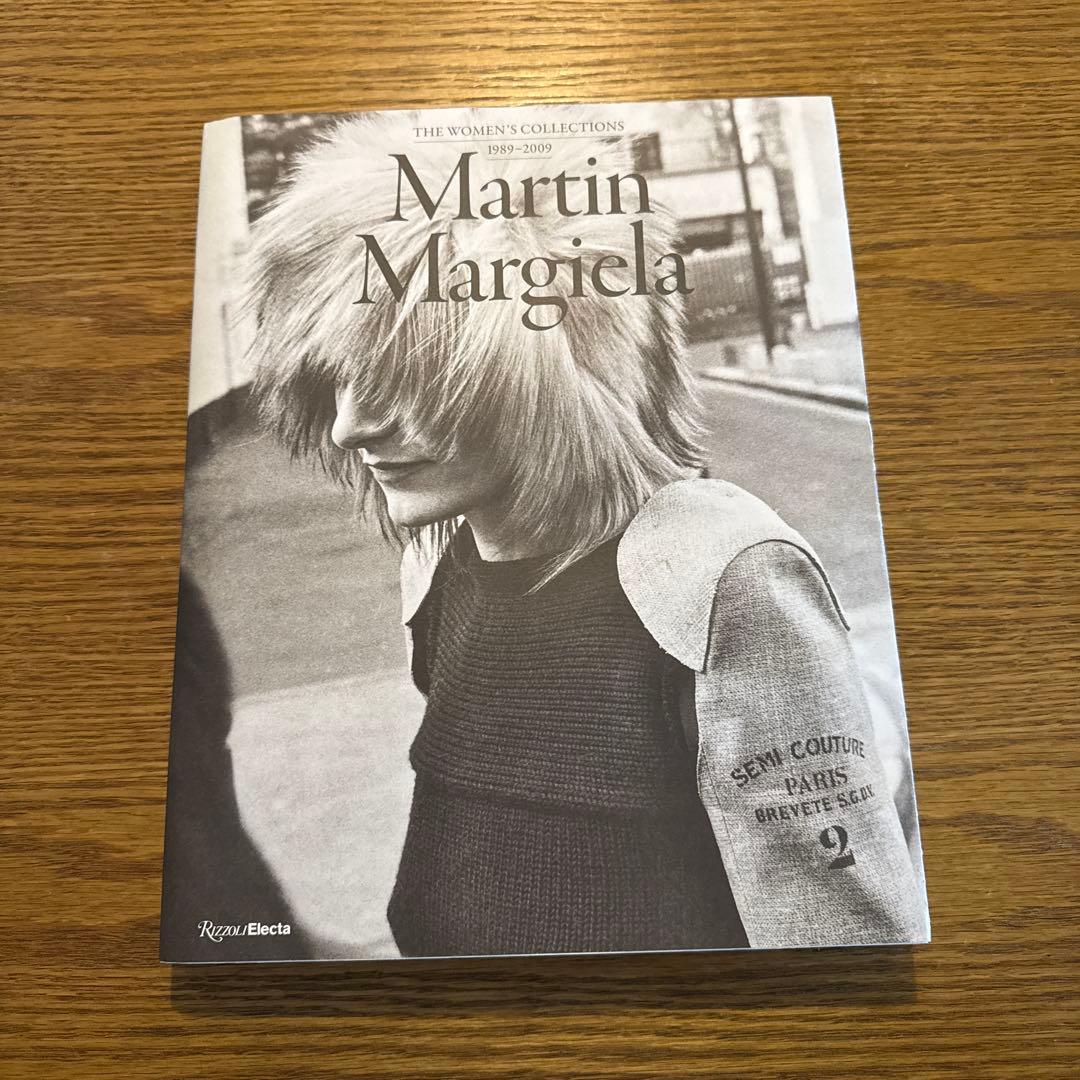 THE WOMEN'S COLLECTIONS
1989–2009
Martin
Margiela
SEMI COUTURE
PARIS
BREVETE S.G.D.G.
2
RIZZOLI Electa